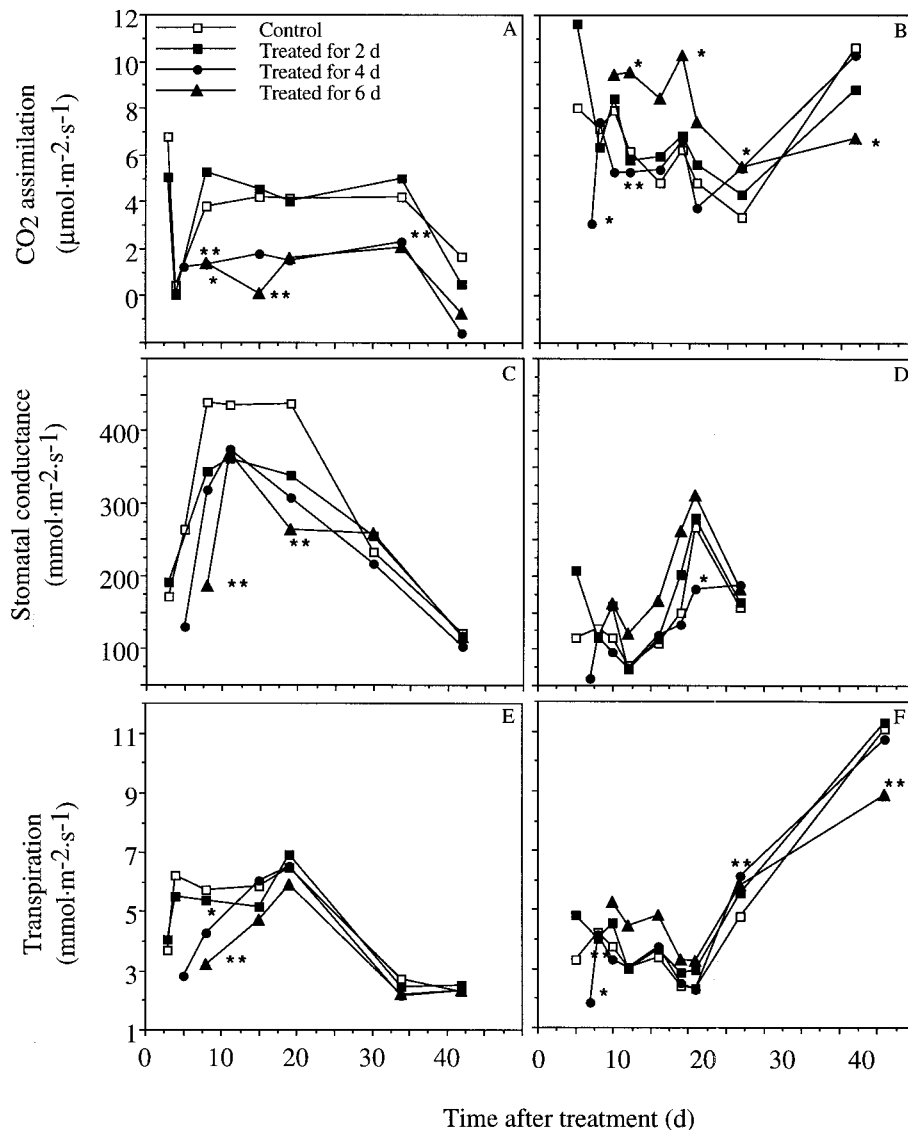 12
10
8
6
4
2
0
CO2 assimilation
(µmol·m-2·s-1)
Control
Treated for 2 d
Treated for 4 d
Treated for 6 d
A
**
*
**
**
B
*
*
*
*
**
*
400
300
200
100
Stomatal conductance
(mmol·m-2·s-1)
C
**
**
D
*
11
9
7
5
3
1
Transpiration
(mmol·m-2·s-1)
E
*
**
F
**
**
**
*
0 10 20 30 40
10 20 30 40
Time after treatment (d)